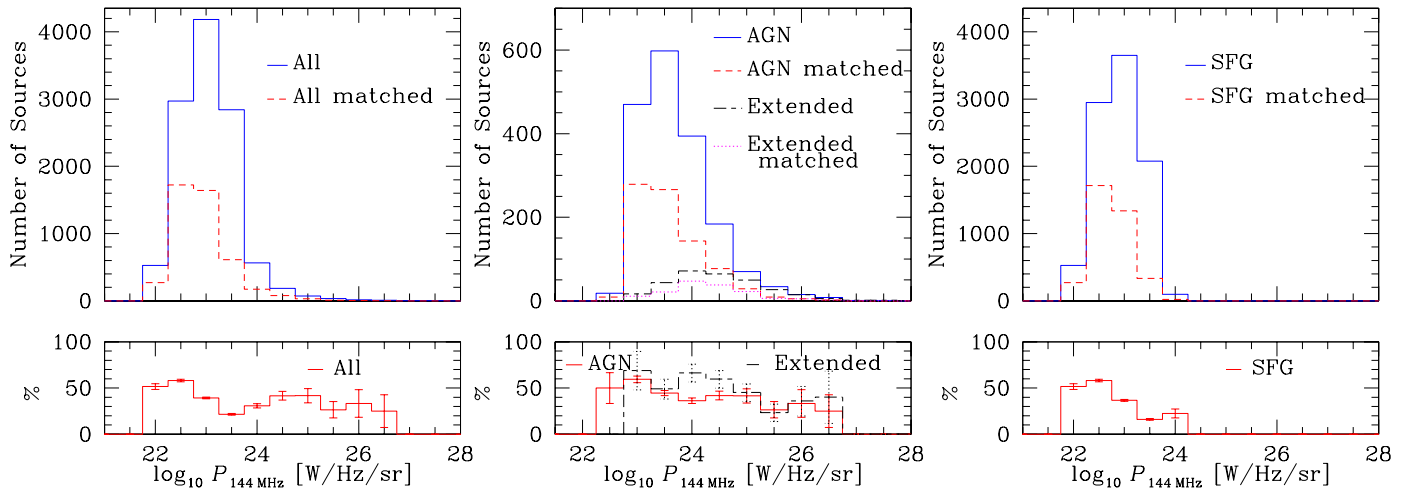 Number of Sources
4000
3000
2000
1000
0
All
All matched
%
100
50
0
All
22 24 26 28
log10 P144 MHz [W/Hz/sr]
Number of Sources
600
400
200
0
AGN
AGN matched
Extended
Extended
matched
%
100
50
0
AGN
Extended
22 24 26 28
log10 P144 MHz [W/Hz/sr]
Number of Sources
4000
3000
2000
1000
0
SFG
SFG matched
%
100
50
0
SFG
22 24 26 28
log10 P144 MHz [W/Hz/sr]